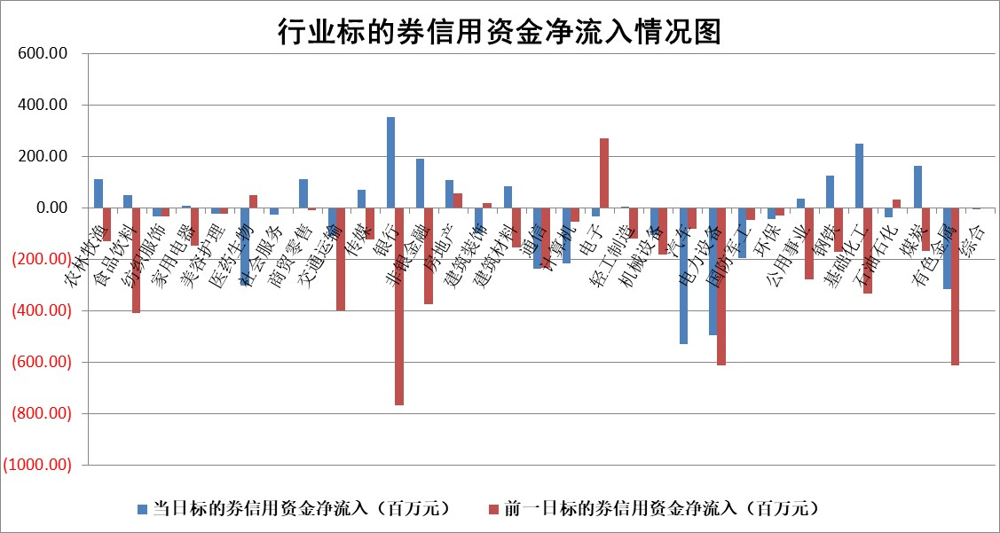 行业标的券信用资金净流入情况图
600.00
400.00
200.00
0.00
(200.00)
(400.00)
(600.00)
(800.00)
(1000.00)
农林牧渔
食品饮料
纺织服饰
家用电器
美容护理
医药生物
社会服务
商贸零售
交通运输
传媒
银行
非银金融
房地产
建筑装饰
建筑材料
通信
计算机
电子
轻工制造
机械设备
汽车
电力设备
国防军工
环保
公用事业
钢铁
基础化工
石油石化
煤炭
有色金属
综合
当日标的券信用资金净流入（百万元）
前一日标的券信用资金净流入（百万元）